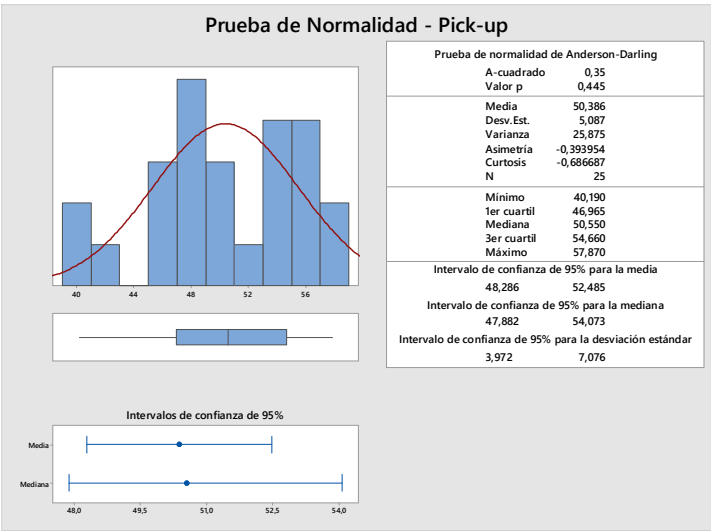 Prueba de Normalidad - Pick-up
40 44 48 52 56
Prueba de normalidad de Anderson-Darling
A-cuadrado 0,35
Valor p 0,445
Media 50,386
Desv.Est. 5,087
Varianza 25,875
Asimetría -0,393954
Curtosis -0,686687
N 25
Mínimo 40,190
1er cuartil 46,965
Mediana 50,550
3er cuartil 54,660
Máximo 57,870
Intervalo de confianza de 95% para la media
48,286 52,485
Intervalo de confianza de 95% para la mediana
47,882 54,073
Intervalo de confianza de 95% para la desviación estándar
3,972 7,076
Intervalos de confianza de 95%
Media
Mediana
48,0 49,5 51,0 52,5 54,0